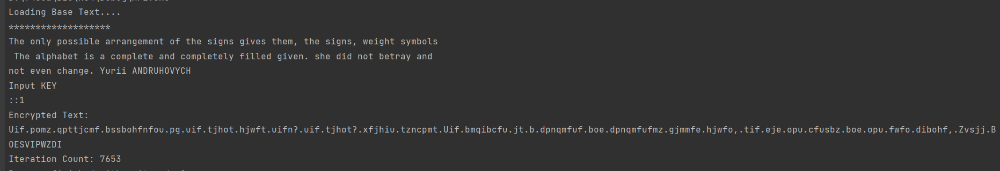 Loading Base Text....
*******************
The only possible arrangement of the signs gives them, the signs, weight symbols
The alphabet is a complete and completely filled given. she did not betray and
not even change. Yurii ANDRUHOVYCH
Input KEY
::1
Encrypted Text:
Uif.pomz.qpttjcmf.bssbohfnfou.pg.uif.tjhot.hjwft.uifn?.uif.tjhot?.xfjhiu.tzncpmt.Uif.bmqibcfu.jt.b.dpnqmfuf.boe.dpnqmfufmz.gjmmfe.hjwfo,.tif.eje.opu.cfusbz.boe.opu.fwfo.dibohf,.Zvsjj.B
OESVIPWZDI
Iteration Count: 7653